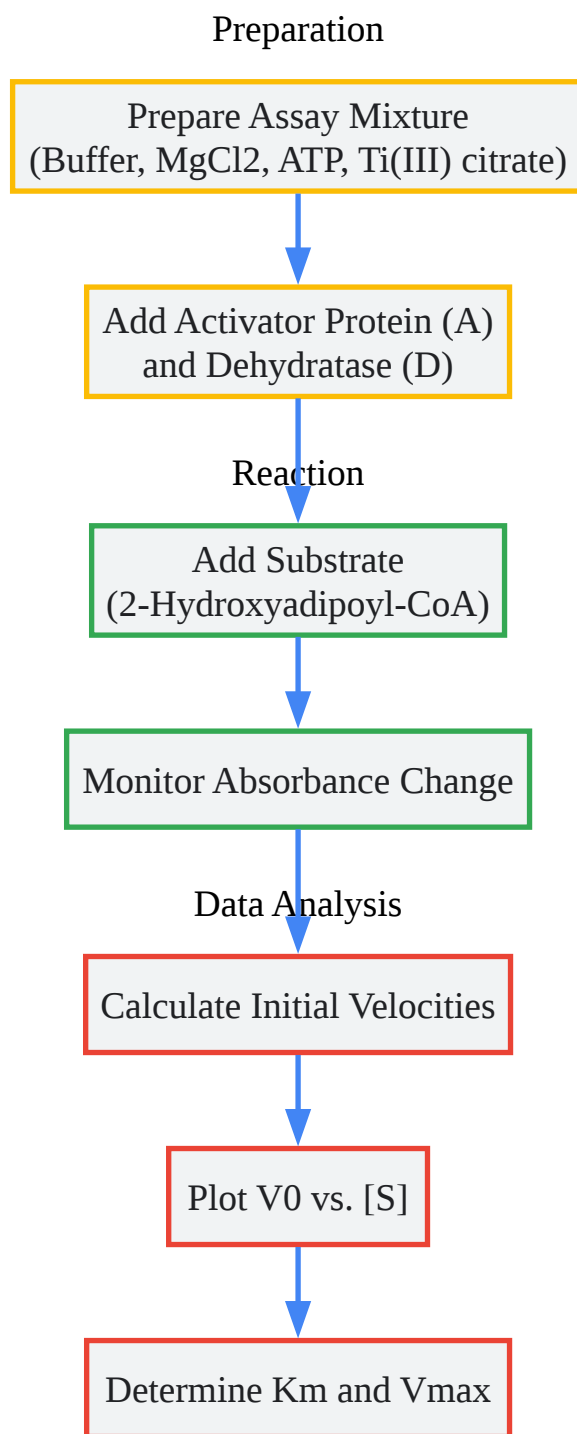 Preparation
Prepare Assay Mixture
(Buffer, MgCl2, ATP, Ti(III) citrate)
Add Activator Protein (A)
and Dehydratase (D)
Reaction
Add Substrate
(2-Hydroxyadipoyl-CoA)
Monitor Absorbance Change
Data Analysis
Calculate Initial Velocities
Plot V0 vs. [S]
Determine Km and Vmax